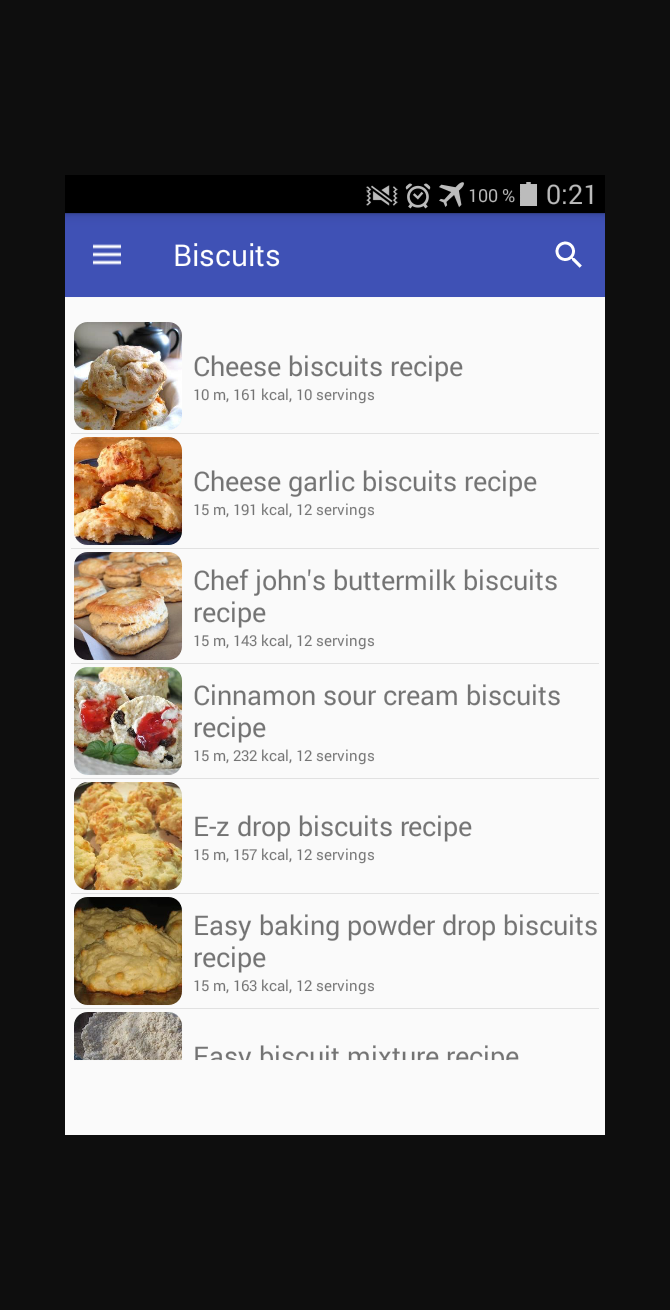 100 % 0:21
Biscuits
Cheese biscuits recipe
10 m, 161 kcal, 10 servings
Cheese garlic biscuits recipe
15 m, 191 kcal, 12 servings
Chef john's buttermilk biscuits
recipe
15 m, 143 kcal, 12 servings
Cinnamon sour cream biscuits
recipe
15 m, 232 kcal, 12 servings
E-z drop biscuits recipe
15 m, 157 kcal, 12 servings
Easy baking powder drop biscuits
recipe
15 m, 163 kcal, 12 servings
Easy biscuit mixture recipe